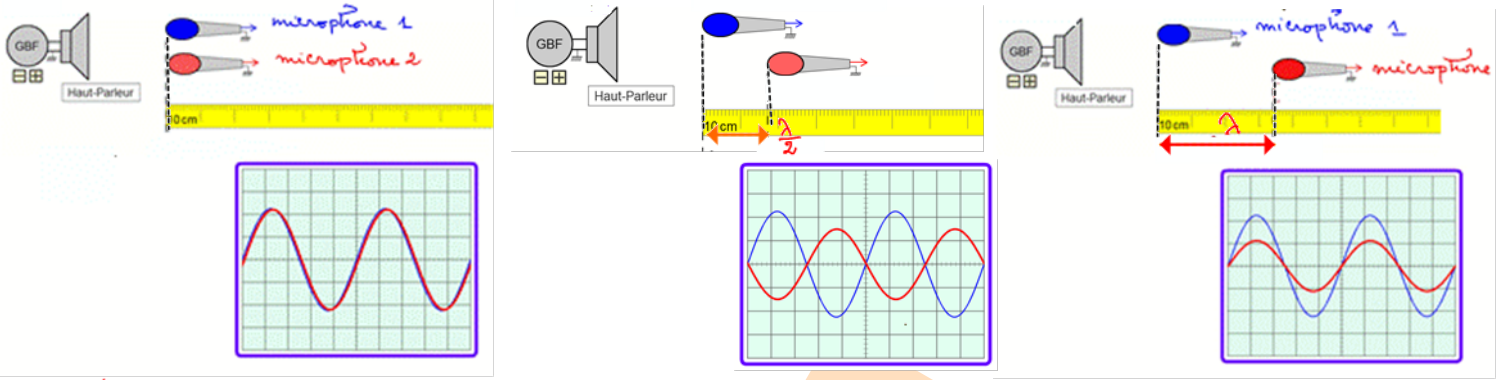 microphone 1
GBF
microphone 2
Haut-Parleur
10 cm
GBF
Haut-Parleur
10 cm
λ/2
microphone 1
GBF
microphone
Haut-Parleur
10 cm
λ